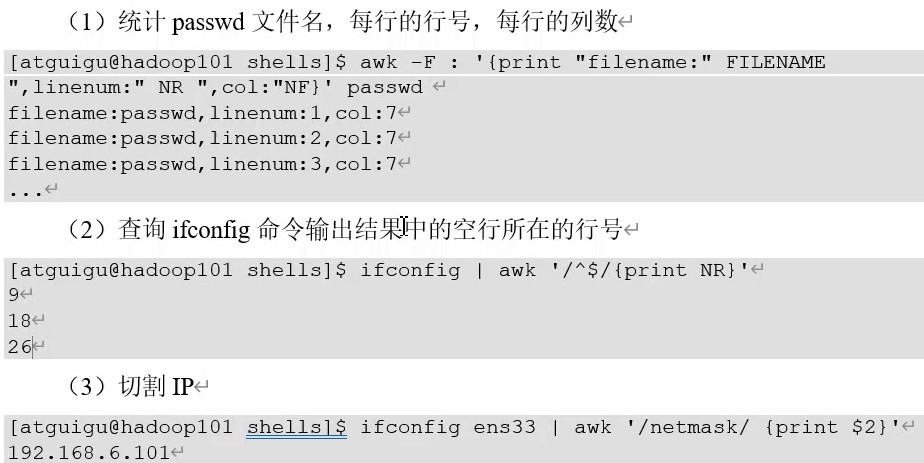 （1）统计 passwd 文件名，每行的行号，每行的列数↵
[atguigu@hadoop101 shells]$ awk -F : '{print "filename:" FILENAME
",linenum:" NR ",col:"NF}' passwd ↵
filename:passwd,linenum:1,col:7↵
filename:passwd,linenum:2,col:7↵
filename:passwd,linenum:3,col:7↵
...↵
（2）查询 ifconfig 命令输出结果中的空行所在的行号↵
[atguigu@hadoop101 shells]$ ifconfig | awk '/^$/{print NR}'↵
9↵
18↵
26↵
（3）切割 IP↵
[atguigu@hadoop101 shells]$ ifconfig ens33 | awk '/netmask/ {print $2}'↵
192.168.6.101↵